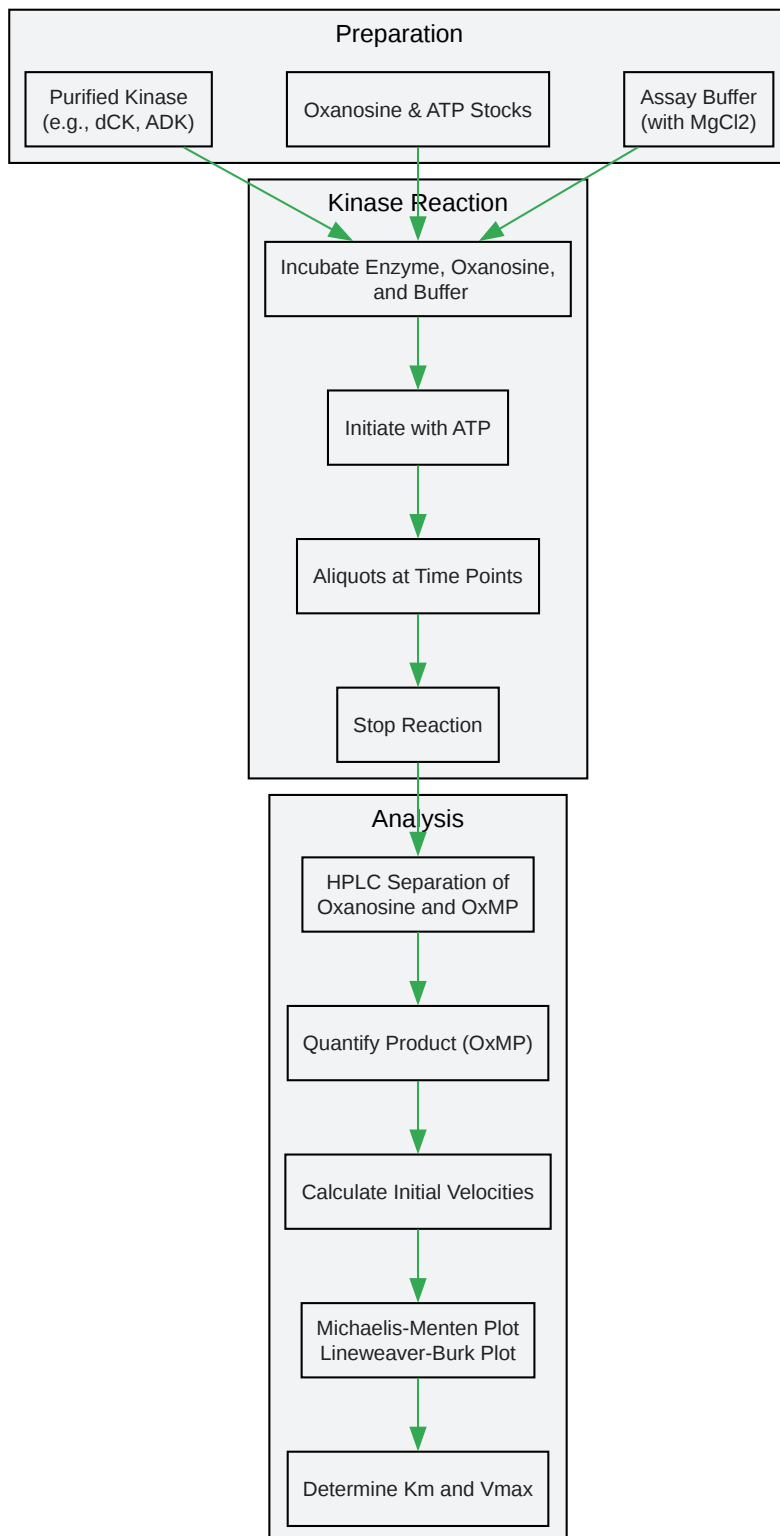 Preparation
Purified Kinase
(e.g., dCK, ADK)
Oxanosine & ATP Stocks
Assay Buffer
(with MgCl2)
Kinase Reaction
Incubate Enzyme, Oxanosine,
and Buffer
Initiate with ATP
Aliquots at Time Points
Stop Reaction
Analysis
HPLC Separation of
Oxanosine and OxMP
Quantify Product (OxMP)
Calculate Initial Velocities
Michaelis-Menten Plot
Lineweaver-Burk Plot
Determine Km and Vmax